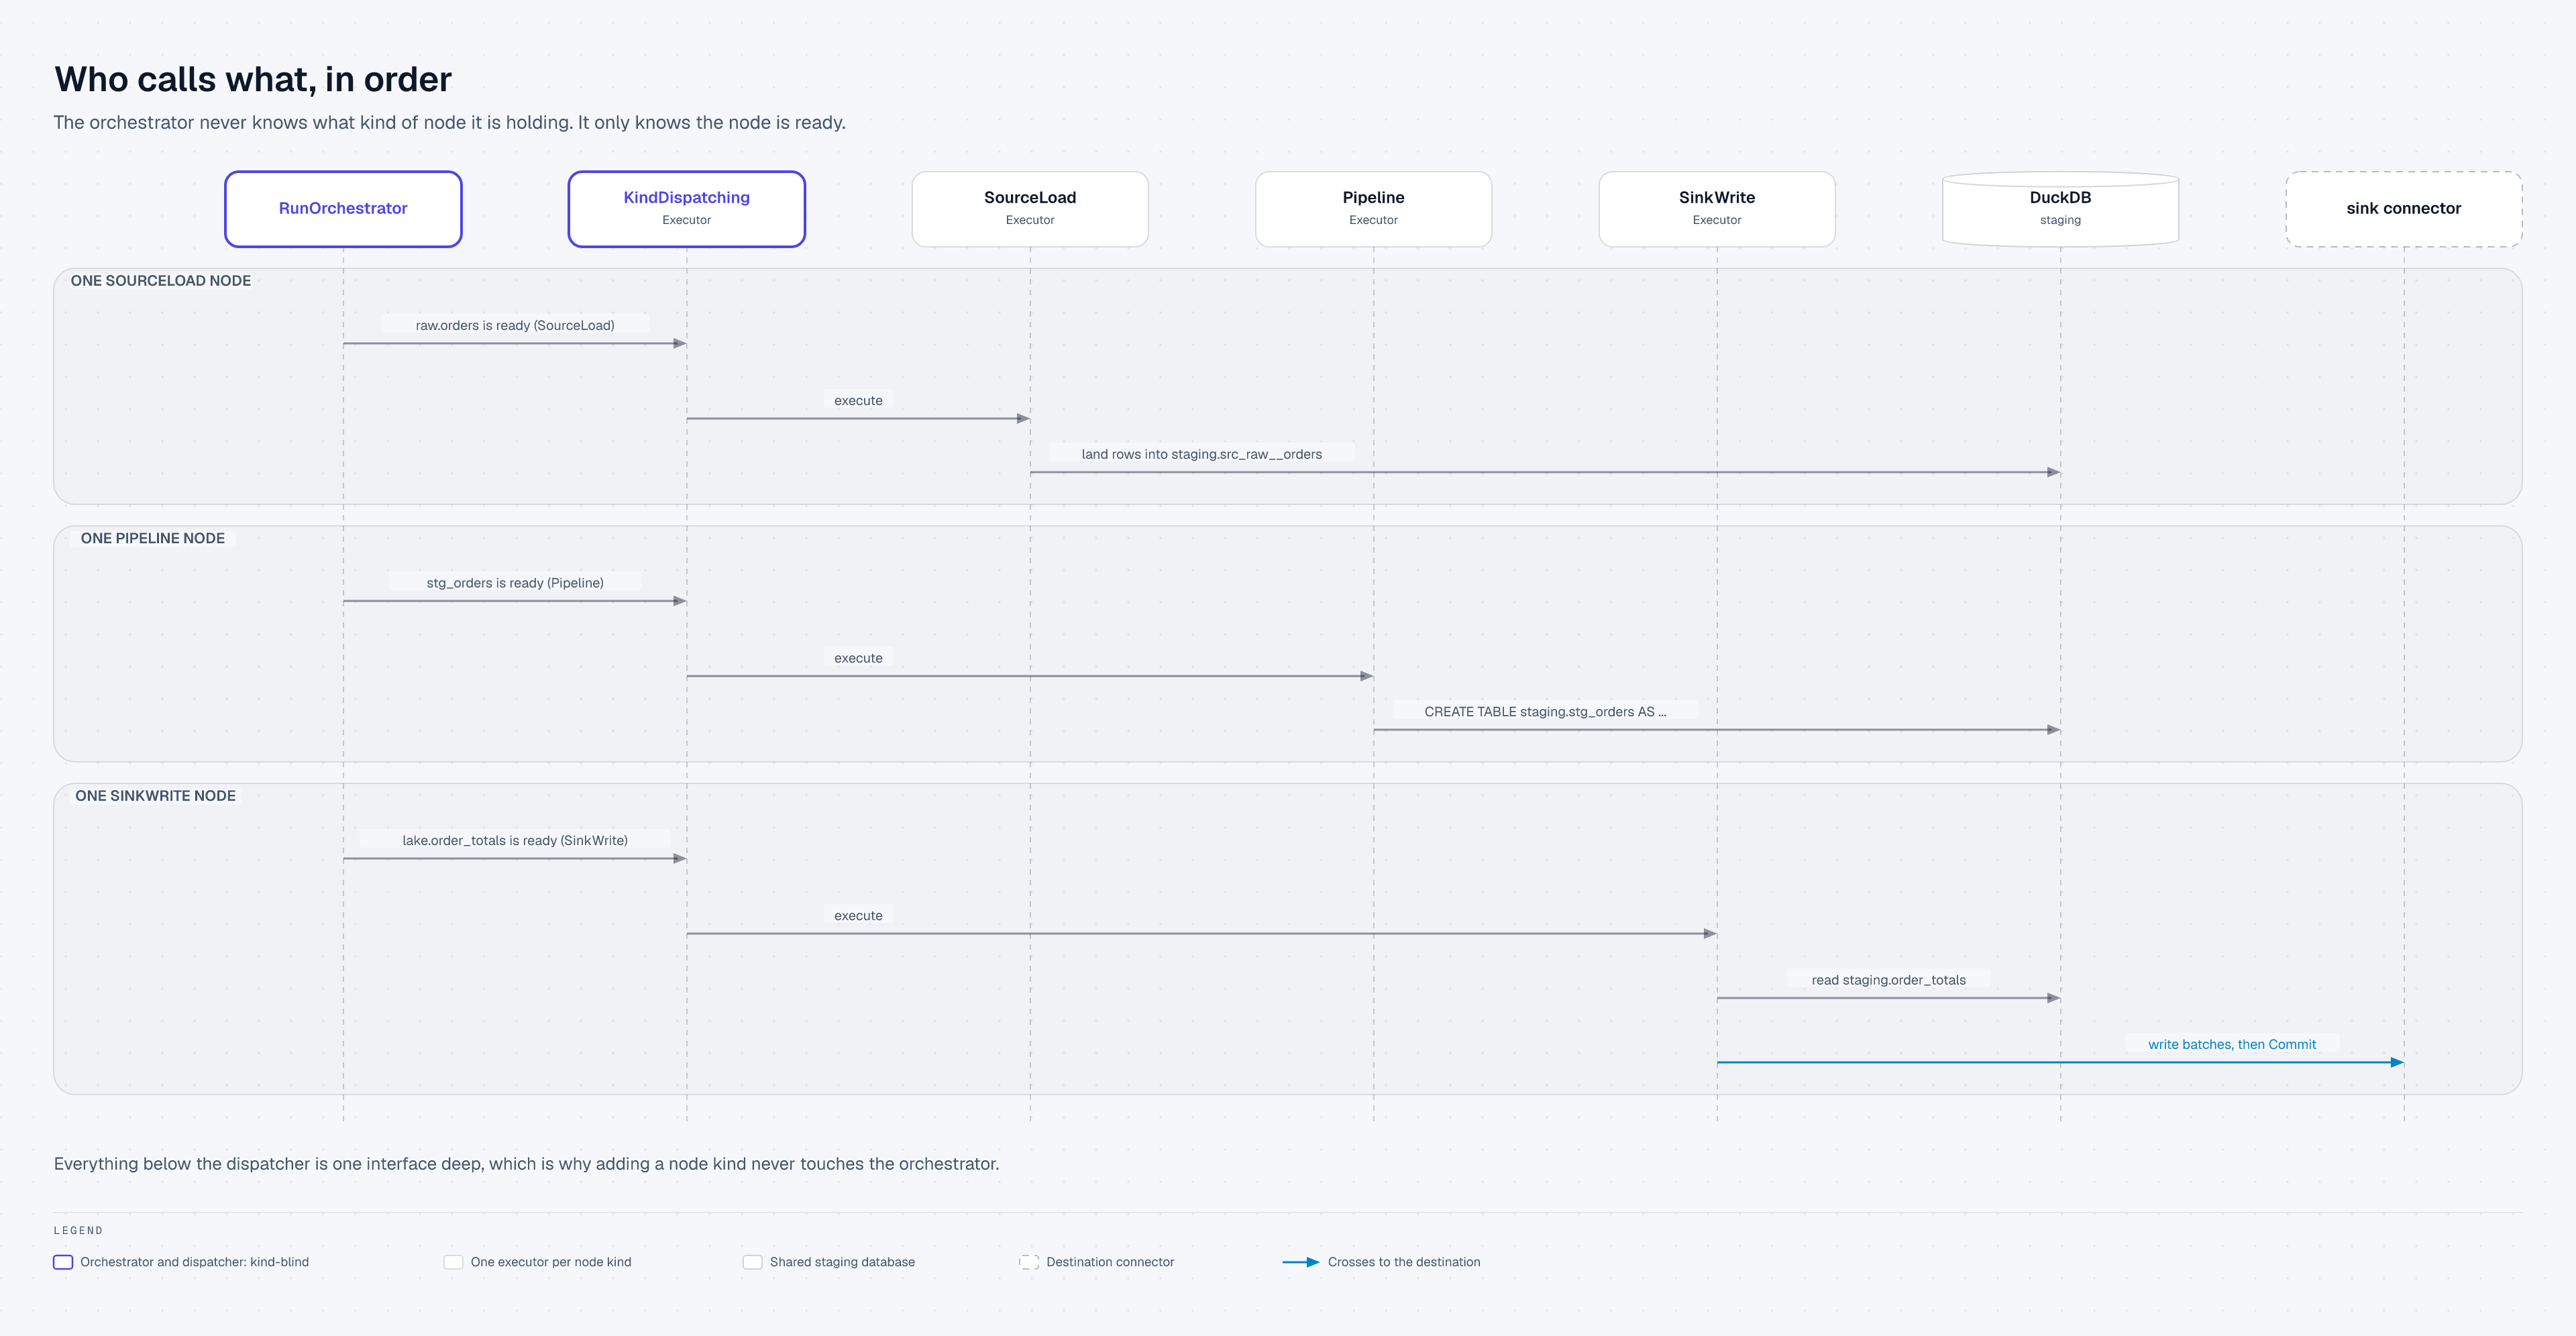 Who calls what, in order
The orchestrator never knows what kind of node it is holding. It only knows the node is ready.
RunOrchestrator
KindDispatching
Executor
SourceLoad
Executor
Pipeline
Executor
SinkWrite
Executor
DuckDB
staging
sink connector
ONE SOURCELOAD NODE
raw.orders is ready (SourceLoad)
execute
land rows into staging.src_raw__orders
ONE PIPELINE NODE
stg_orders is ready (Pipeline)
execute
CREATE TABLE staging.stg_orders AS ...
ONE SINKWRITE NODE
lake.order_totals is ready (SinkWrite)
execute
read staging.order_totals
write batches, then Commit
Everything below the dispatcher is one interface deep, which is why adding a node kind never touches the orchestrator.
LEGEND
Orchestrator and dispatcher: kind-blind
One executor per node kind
Shared staging database
Destination connector
Crosses to the destination